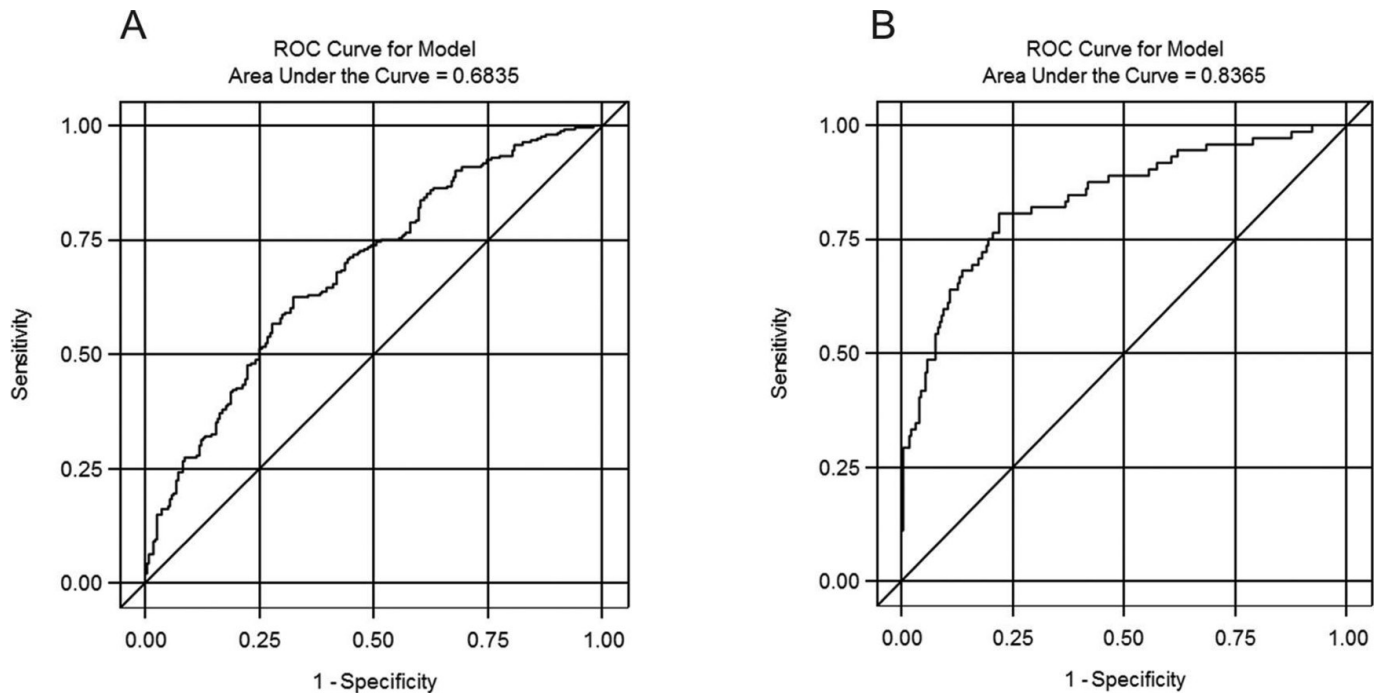 A
ROC Curve for Model
Area Under the Curve = 0.6835
1.00
0.75
0.50
0.25
0.00
Sensitivity
0.00 0.25 0.50 0.75 1.00
1 - Specificity
B
ROC Curve for Model
Area Under the Curve = 0.8365
1.00
0.75
0.50
0.25
0.00
Sensitivity
0.00 0.25 0.50 0.75 1.00
1 - Specificity